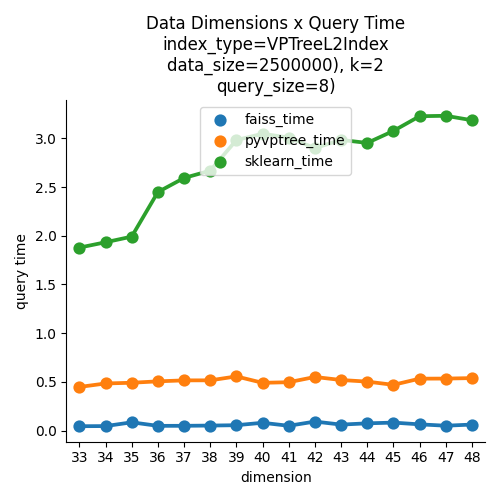 Data Dimensions x Query Time
index_type=VPTreeL2Index
data_size=2500000), k=2
query_size=8)
faiss_time
pyvptree_time
sklearn_time
query time
3.0
2.5
2.0
1.5
1.0
0.5
0.0
33 34 35 36 37 38 39 40 41 42 43 44 45 46 47 48
dimension